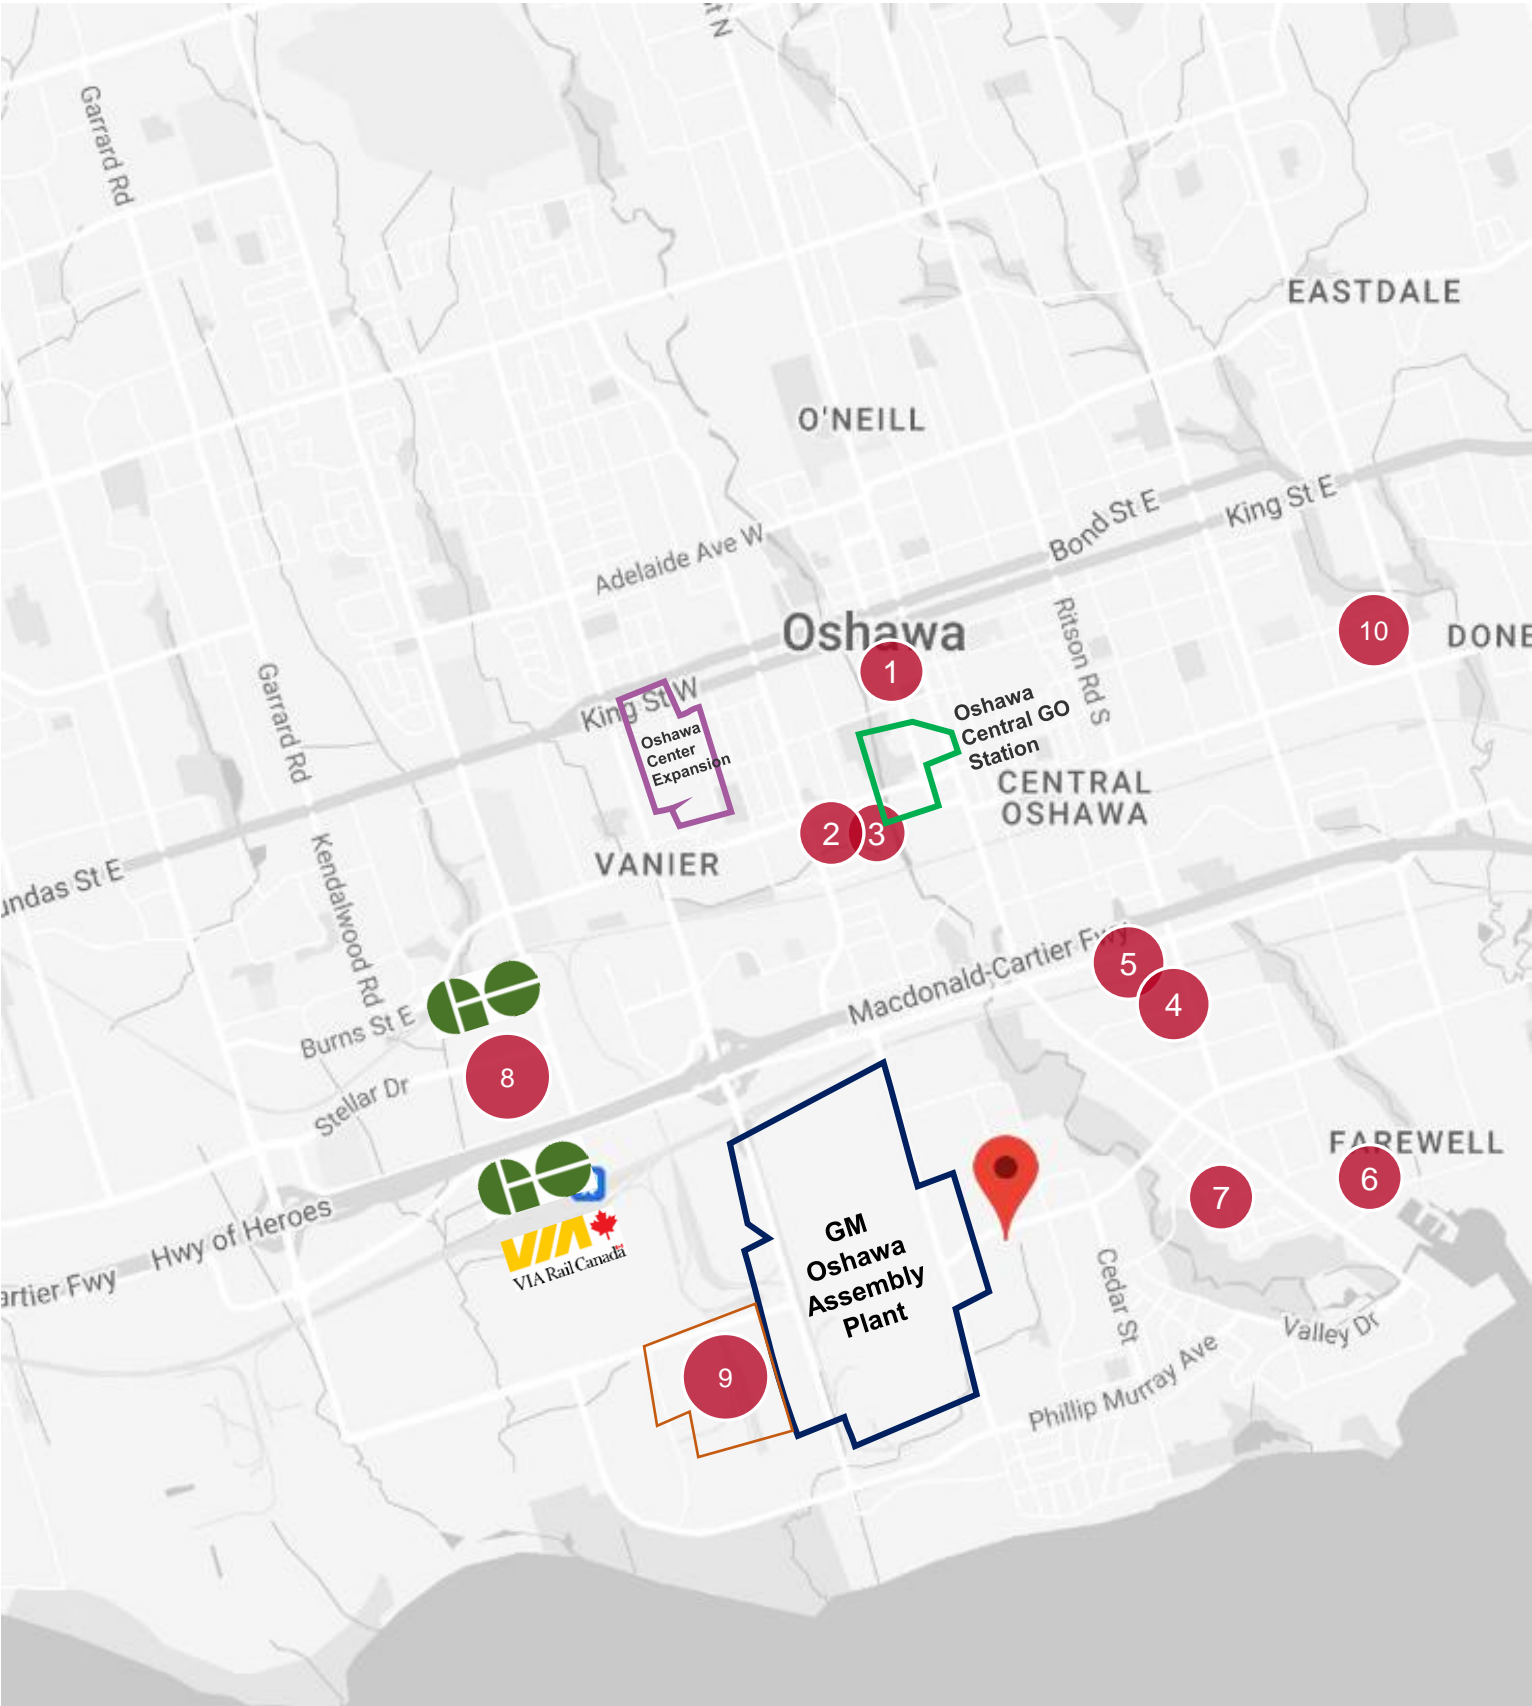 t N
Garrard Rd
EASTDALE
O'NEILL
Bond St E
King St E
Adelaide Ave W
Oshawa
Ritson Rd S
10
DONE
1
King St W
Garrard Rd
Oshawa
Center
Expansion
Oshawa
Central GO
Station
CENTRAL
OSHAWA
2
3
VANIER
undas St E
Kendalwood Rd
Macdonald-Cartier Fwy
5
4
GO
Burns St E
8
Stellar Dr
FAREWELL
6
7
GO
VIA
VIA Rail Canada
Hwy of Heroes
artier Fwy
GM
Oshawa
Assembly
Plant
Cedar St
Valley Dr
Phillip Murray Ave
9